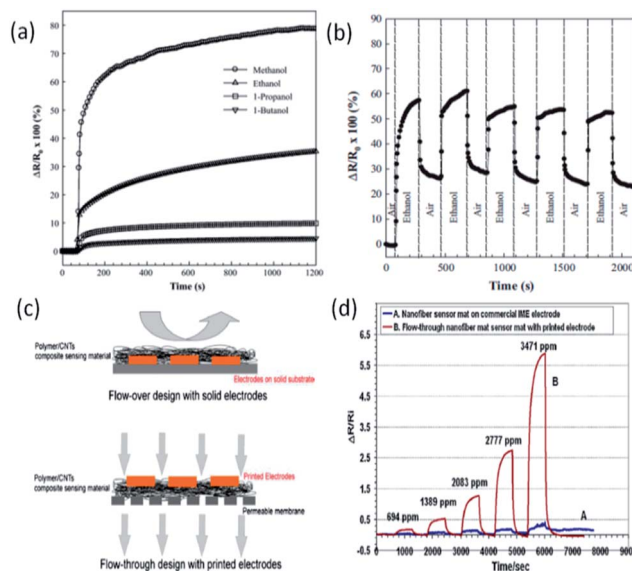 (a)
ΔR/R₀ x 100 (%)
90
80
70
60
50
40
30
20
10
0
Methanol
Ethanol
1-Propanol
1-Butanol
0 200 400 600 800 1000 1200
Time (s)
(b)
ΔR/R₀ x 100 (%)
90
80
70
60
50
40
30
20
10
0
Air
Ethanol
Air
Ethanol
Air
Ethanol
Air
Ethanol
Air
Ethanol
Air
0 500 1000 1500 2000
Time (s)
(c)
Polymer/CNTs
composite sensing material
Electrodes on solid substrate
Flow-over design with solid electrodes
Polymer/CNTs
composite sensing material
Printed Electrodes
Permeable membrane
Flow-through design with printed electrodes
(d)
A. Nanofiber sensor mat on commercial IME electrode
B. Flow-through nanofiber mat sensor mat with printed electrode
ΔR/Ri
5.5
4.5
3.5
2.5
1.5
0.5
-0.5
694 ppm
1389 ppm
2083 ppm
2777 ppm
3471 ppm
B
A
0 1000 2000 3000 4000 5000 6000 7000 8000
Time/sec